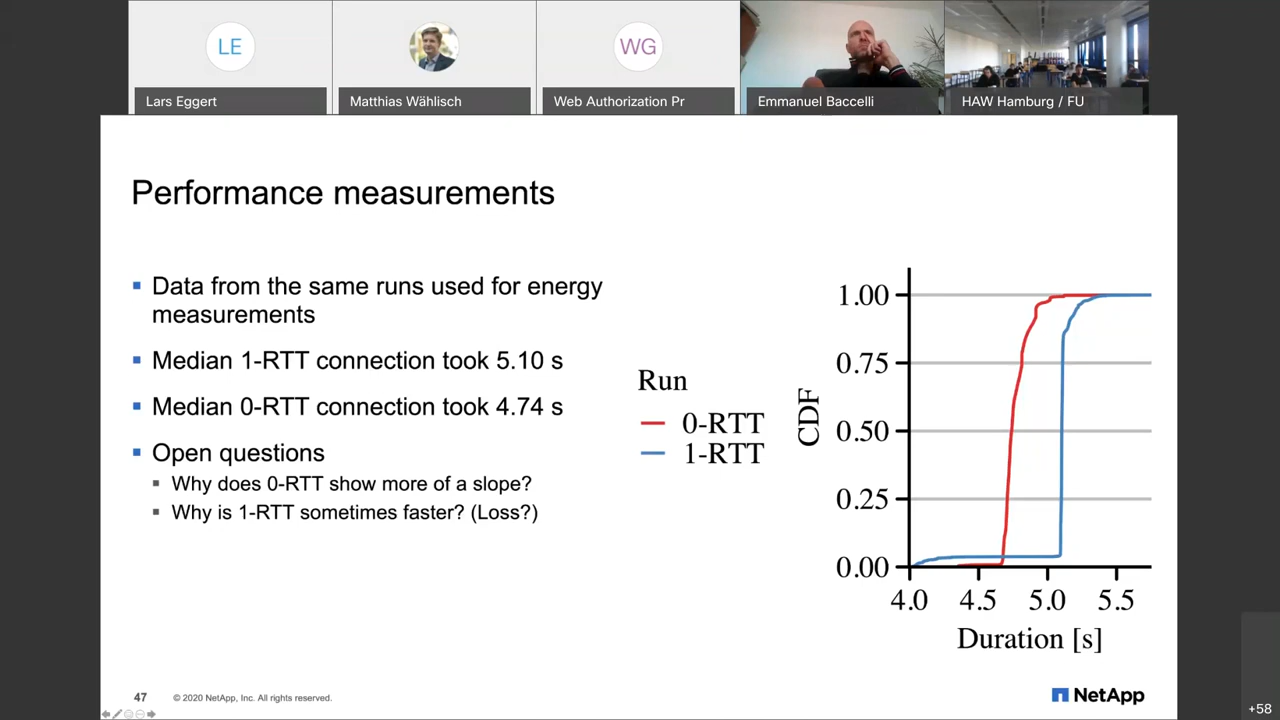 LE
Lars Eggert
Matthias Wählisch
WG
Web Authorization Pr
Emmanuel Baccelli
HAW Hamburg / FU
Performance measurements
Data from the same runs used for energy
measurements
Median 1-RTT connection took 5.10 s
Median 0-RTT connection took 4.74 s
Open questions
Why does 0-RTT show more of a slope?
Why is 1-RTT sometimes faster? (Loss?)
Run
0-RTT
1-RTT
CDF
1.00
0.75
0.50
0.25
0.00
4.0 4.5 5.0 5.5
Duration [s]
47 © 2020 NetApp, Inc. All rights reserved.
NetApp
+58